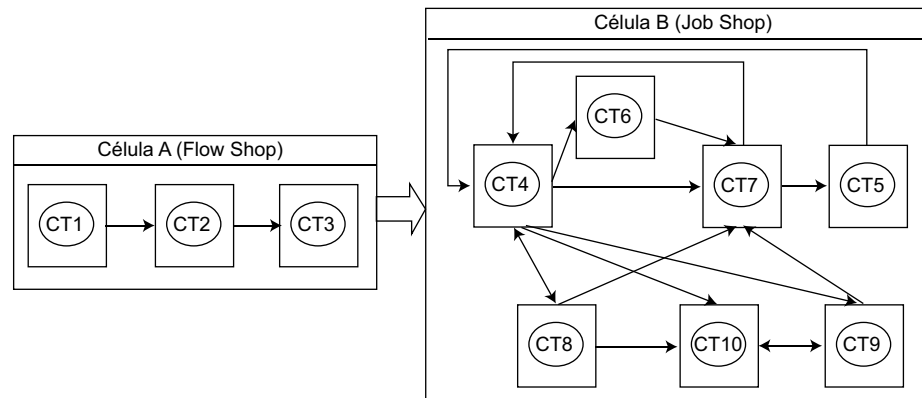 Célula B (Job Shop)
CT6
Célula A (Flow Shop)
CT4
CT7
CT5
CT1
CT2
CT3
CT8
CT10
CT9